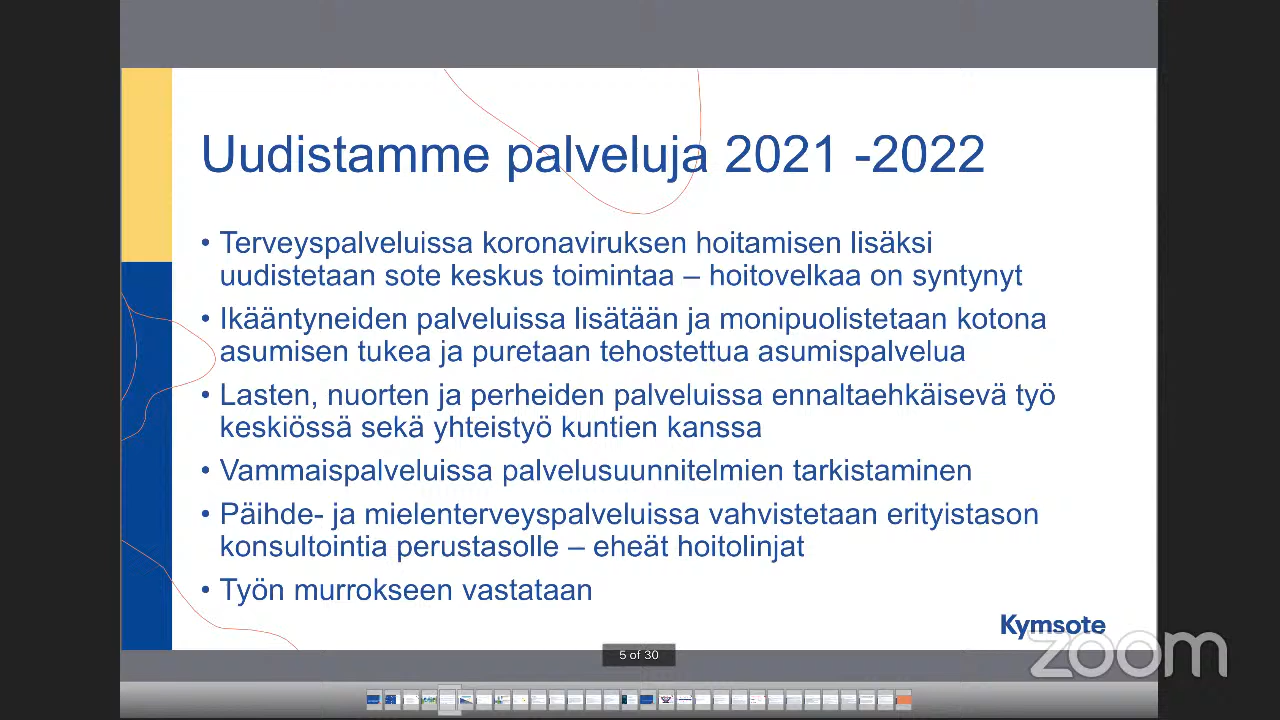 Uudistamme palveluja 2021 -2022
• Terveyspalveluissa koronaviruksen hoitamisen lisäksi
uudistetaan sote keskus toimintaa – hoitovelkaa on syntynyt
• Ikääntyneiden palveluissa lisätään ja monipuolistetaan kotona
asumisen tukea ja puretaan tehostettua asumispalvelua
• Lasten, nuorten ja perheiden palveluissa ennaltaehkäisevä työ
keskiössä sekä yhteistyö kuntien kanssa
• Vammaispalveluissa palvelusuunnitelmien tarkistaminen
• Päihde- ja mielenterveyspalveluissa vahvistetaan erityistason
konsultointia perustasolle – eheät hoitolinjat
• Työn murrokseen vastataan
Kymsote
zoom
5 of 30